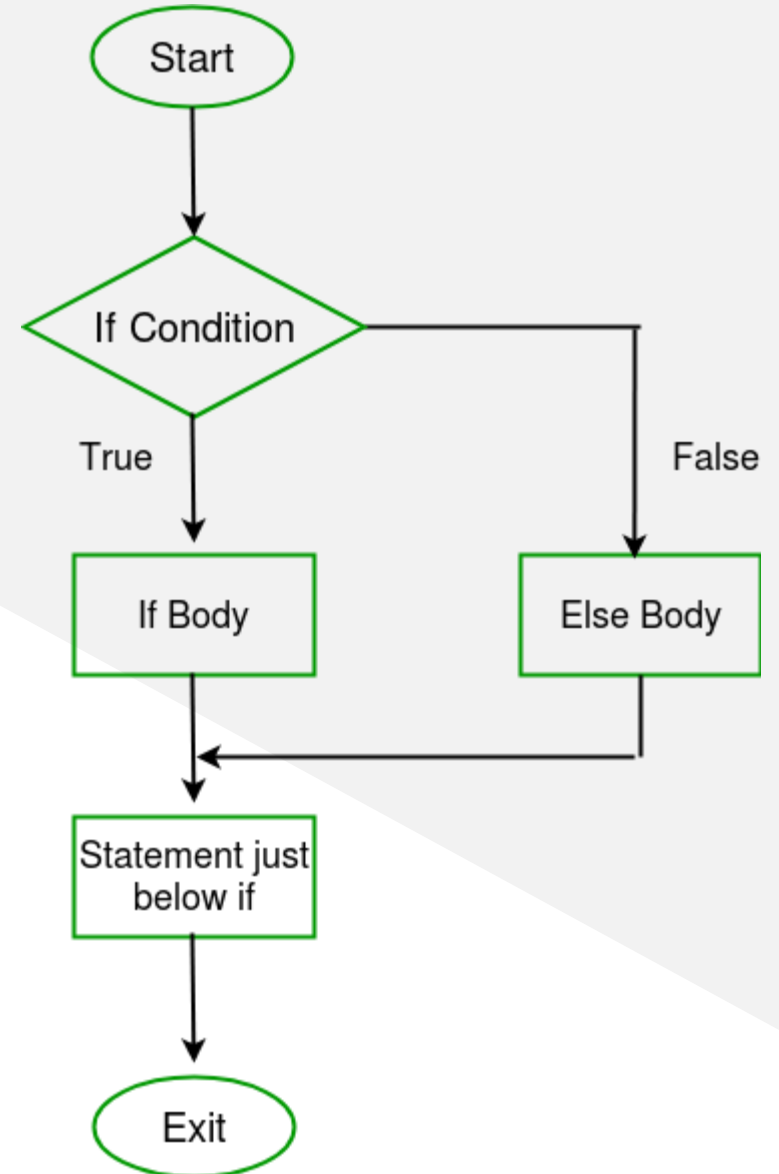 Start
If Condition
True
False
If Body
Else Body
Statement just
below if
Exit